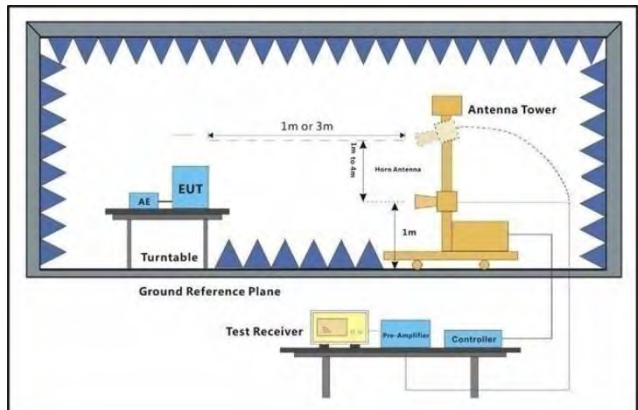 Antenna Tower
1m or 3m
1m to 4m
Horn Antenna
EUT
AE
1m
Turntable
Ground Reference Plane
Test Receiver
Pre-Amplifier
Controller